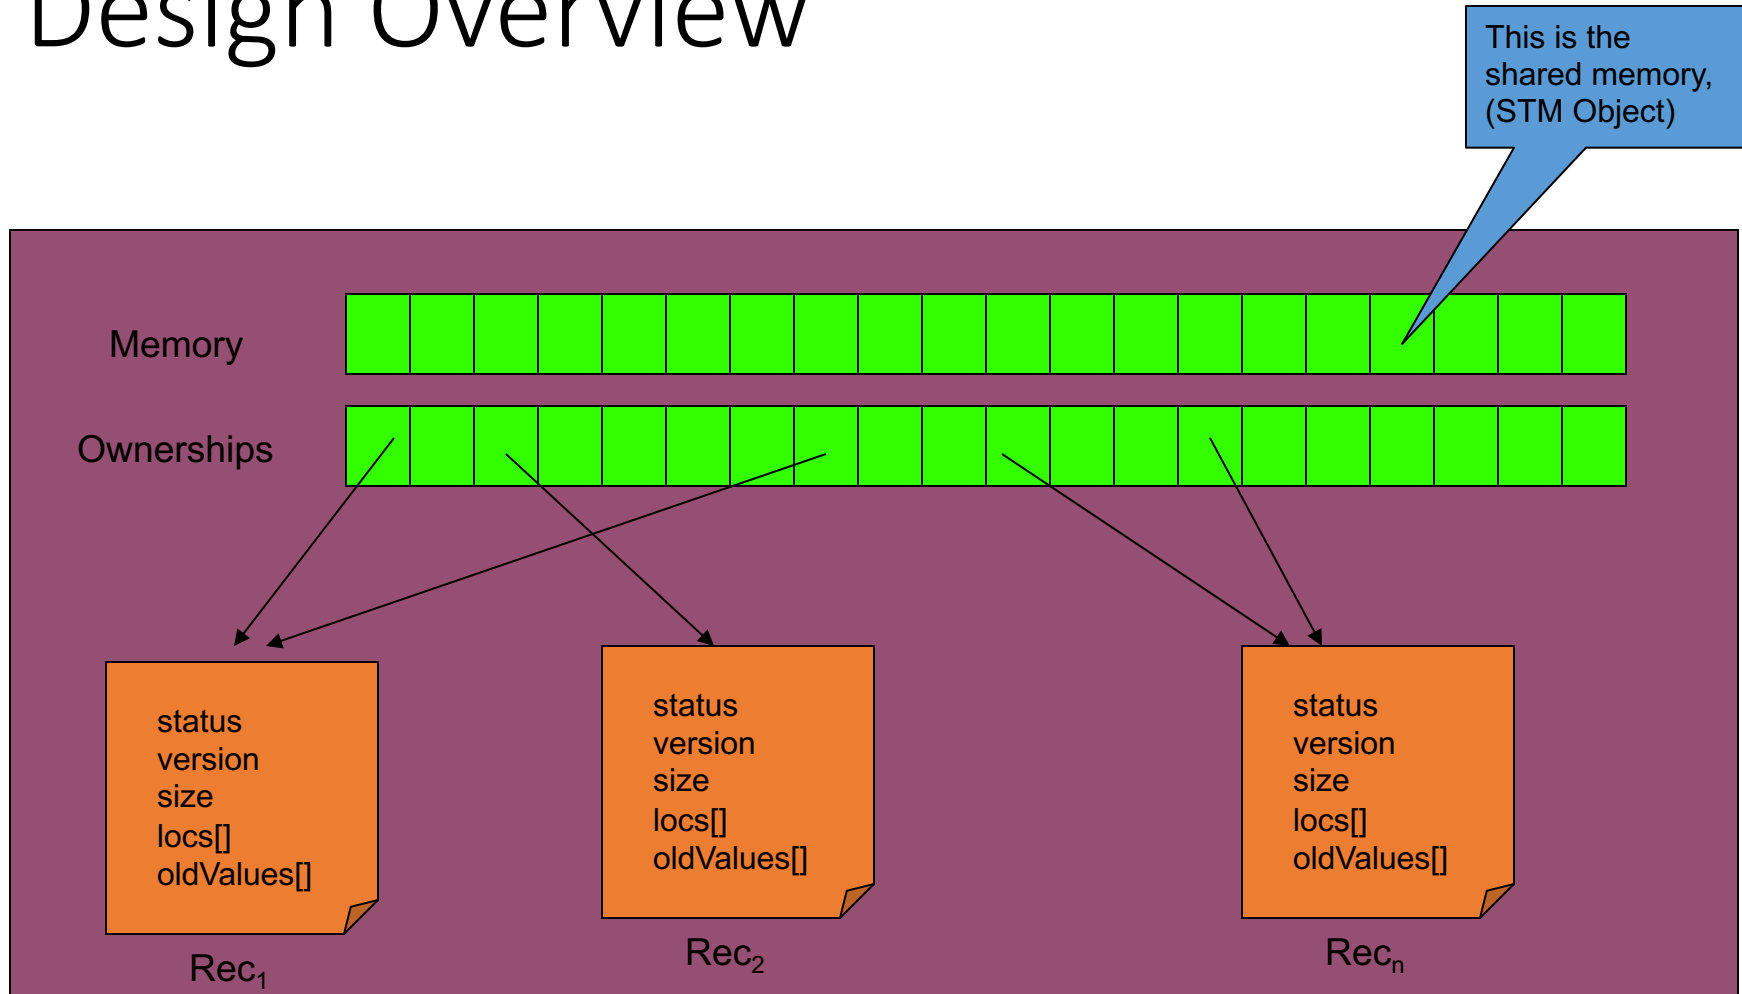 Design Overview
This is the
shared memory,
(STM Object)
Memory
Ownerships
status
version
size
locs[]
oldValues[]
Rec₁
status
version
size
locs[]
oldValues[]
Rec₂
status
version
size
locs[]
oldValues[]
Recₙ